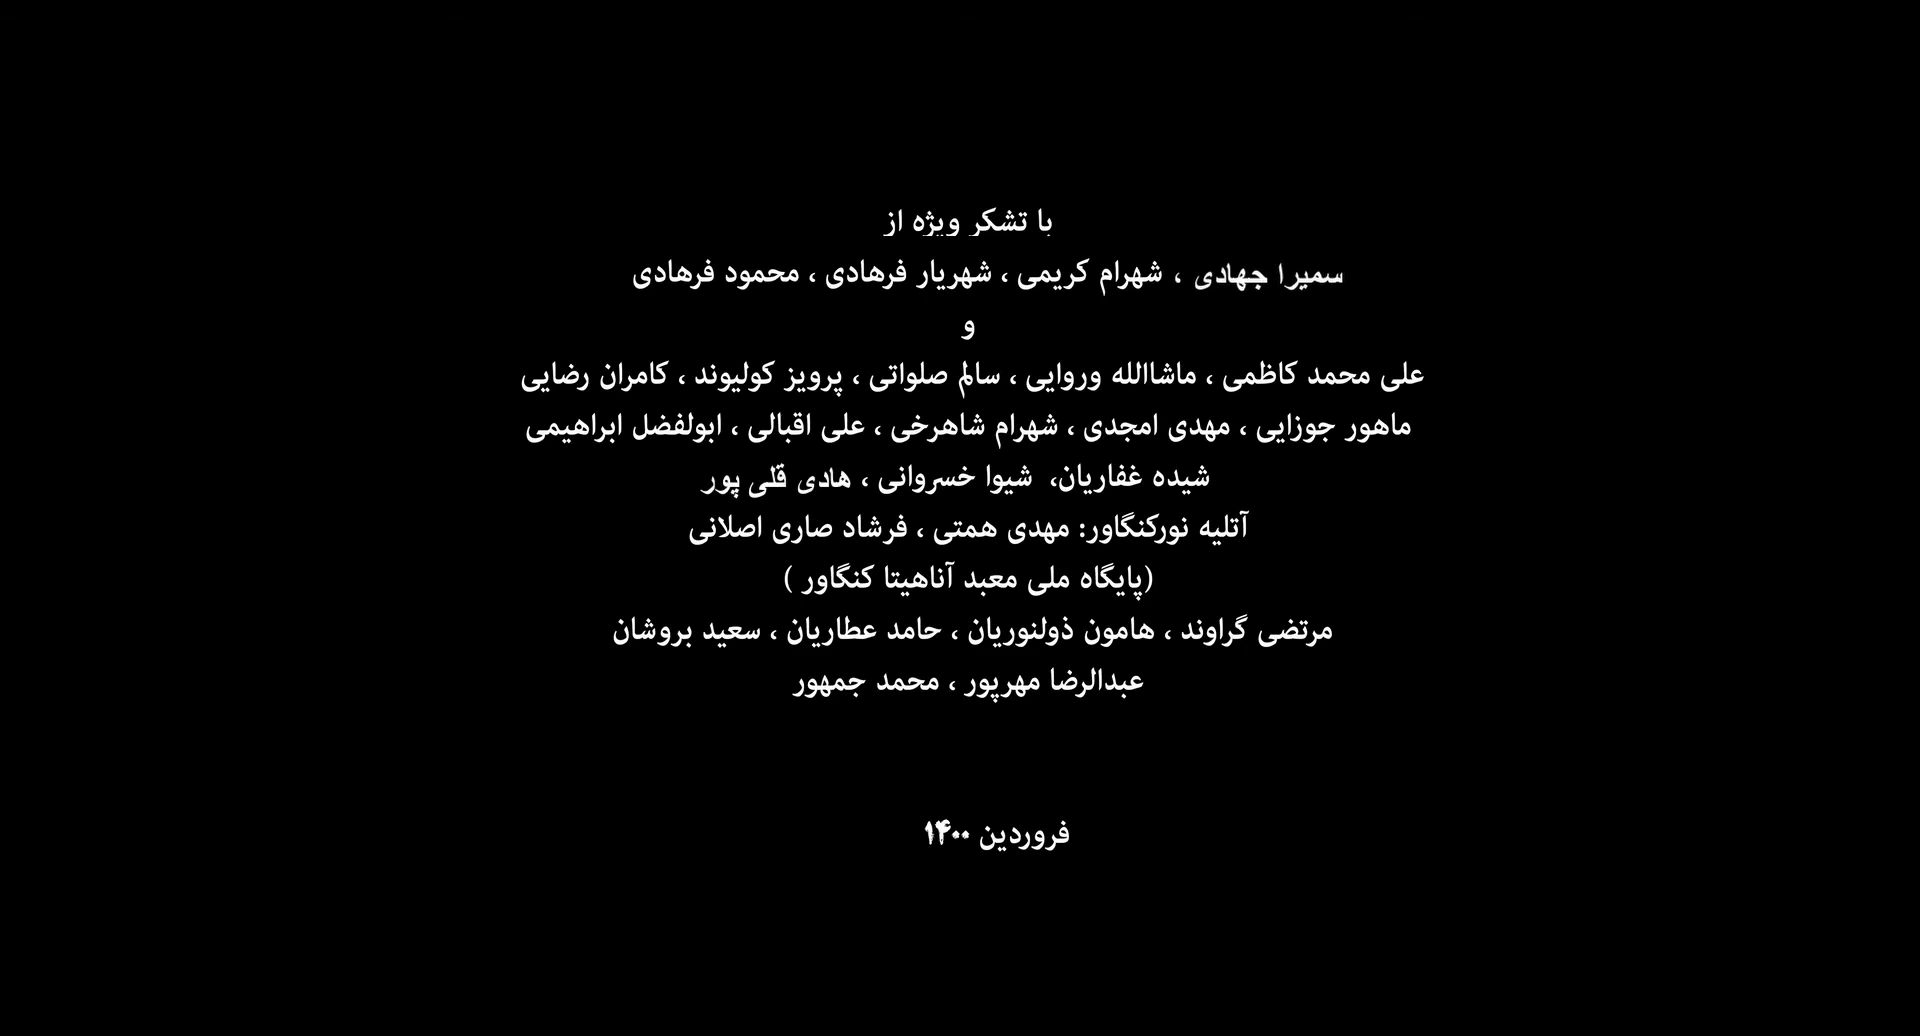 با تشکر ویژه از
سمیرا جهادی ، شهرام کریمی ، شهریار فرهادی ، محمود فرهادی
و
علی محمد کاظمی ، ماشاالله وروایی ، سالم صلواتی ، پرویز کولیوند ، کامران رضایی
ماهور جوزایی ، مهدی امجدی ، شهرام شاهرخی ، علی اقبالی ، ابولفضل ابراهیمی
شیده غفاریان، شیوا خسروانی ، هادی قلی پور
آتلیه نورکنگاور: مهدی همتی ، فرشاد صاری اصلانی
(پایگاه ملی معبد آناهیتا کنگاور )
مرتضی گراوند ، هامون ذولنوریان ، حامد عطاریان ، سعید بروشان
عبدالرضا مهرپور ، محمد جمهور
فروردین ۱۴۰۰